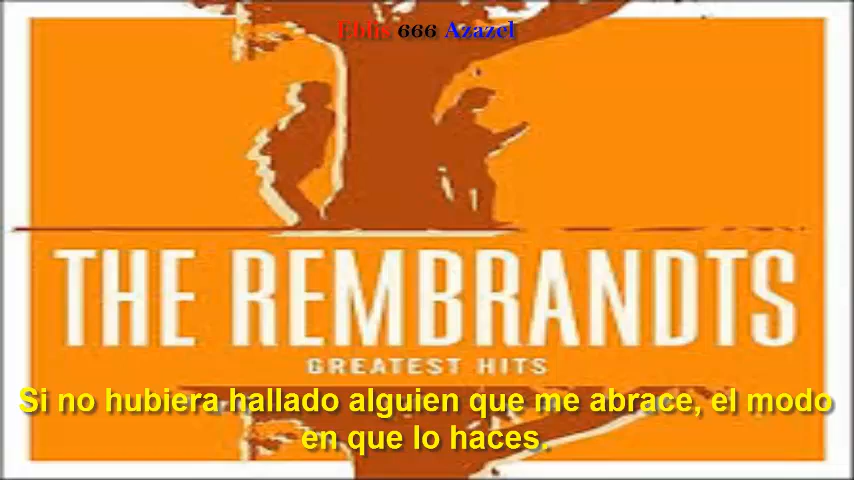 Eblis 666 Azazel
THE REMBRANDTS
GREATEST HITS
Si no hubiera hallado alguien que me abrace, el modo
en que lo haces.